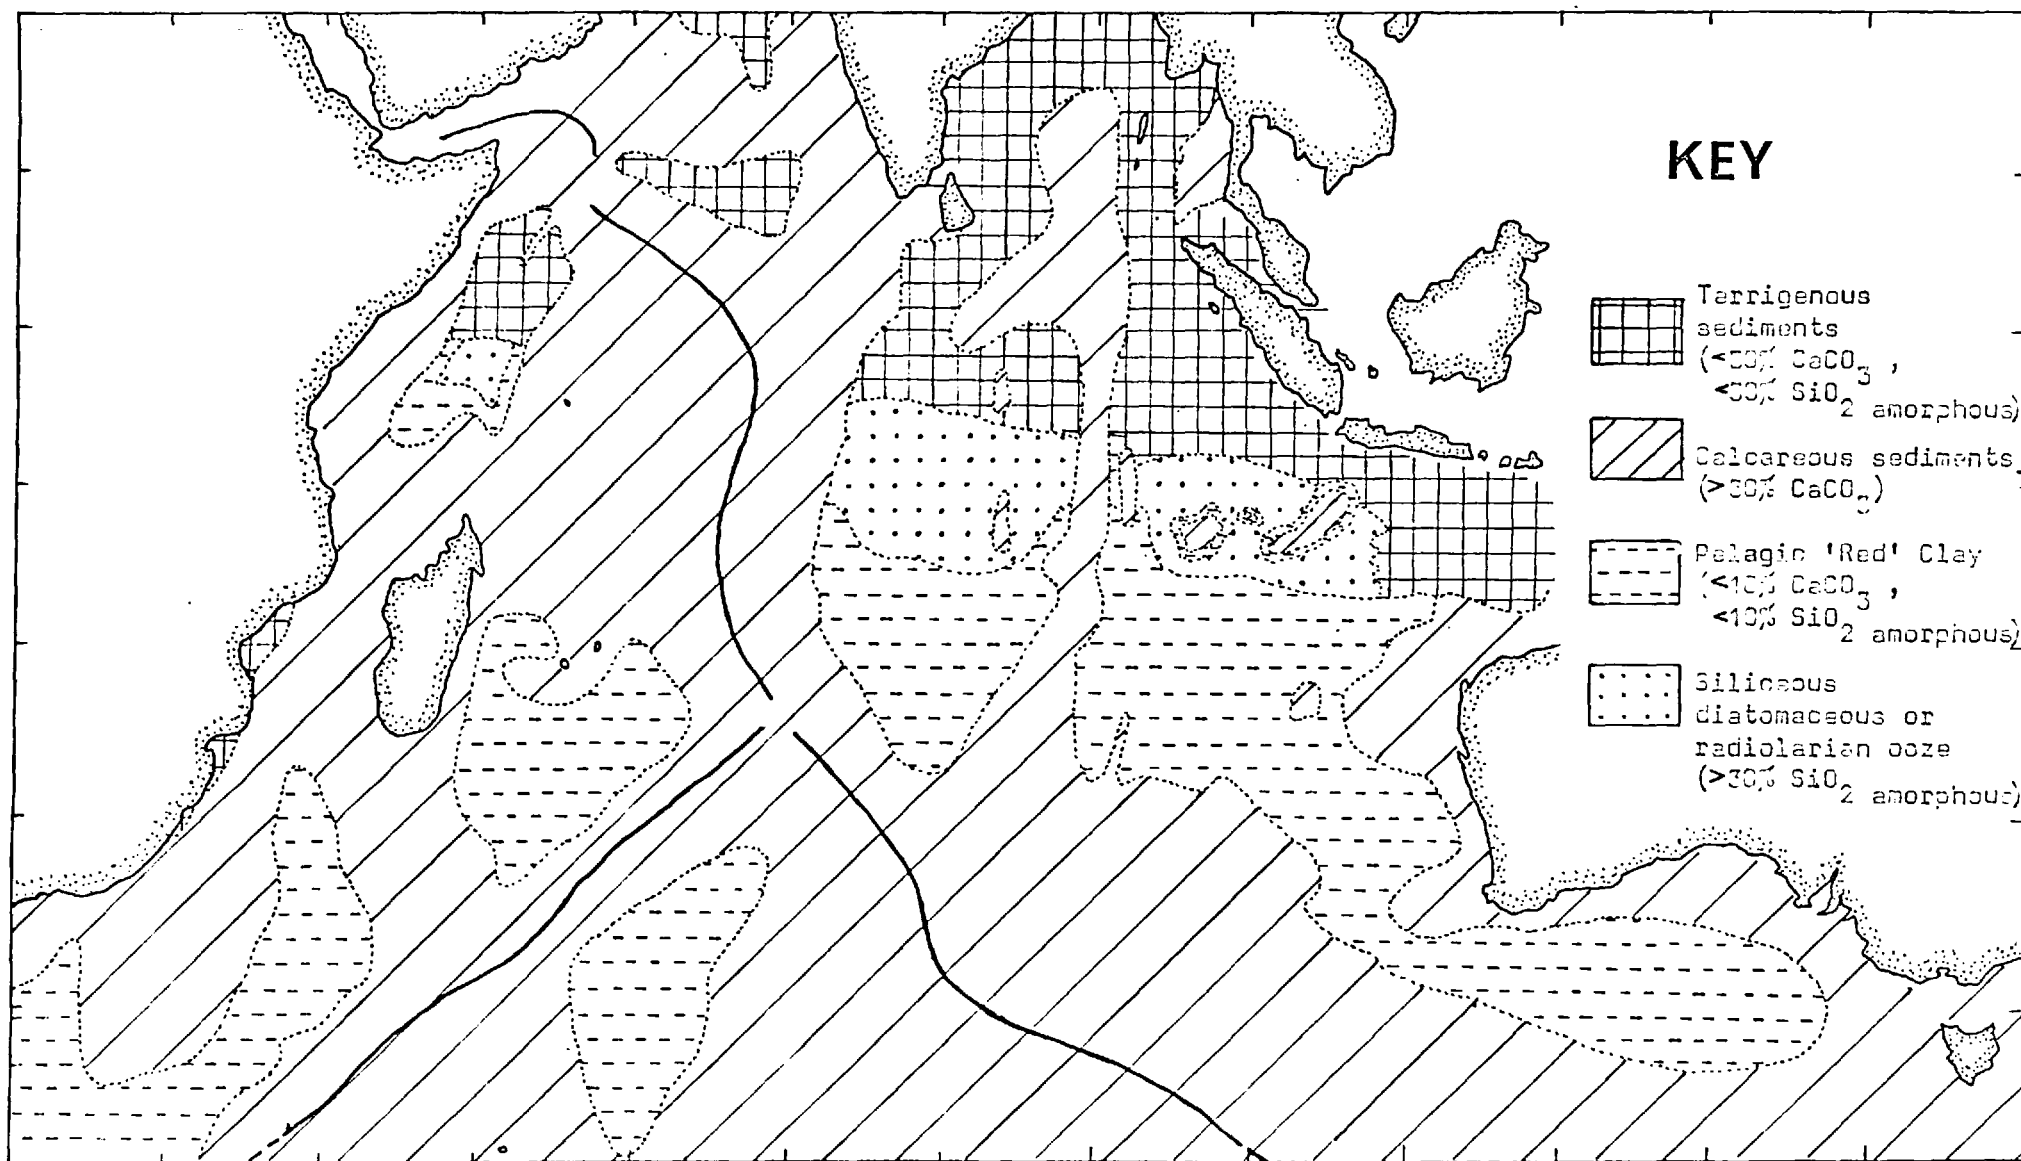 KEY
Terrigenous
sediments
(<30% CaCO3 ,
<30% SiO2 amorphous)
Calcareous sediments
(>30% CaCO3)
Pelagic 'Red' Clay
(<10% CaCO3 ,
<10% SiO2 amorphous)
Siliceous
diatomaceous or
radiolarian ooze
(>30% SiO2 amorphous)